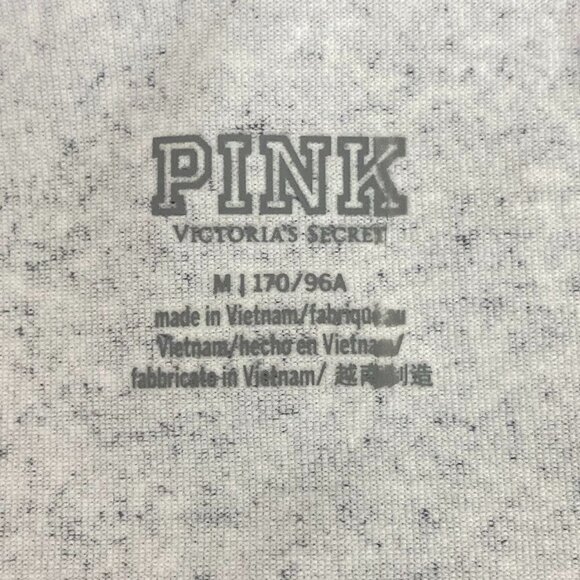 PINK
VICTORIA'S SECRET
M | 170/96A
made in Vietnam/fabriqué au
Vietnam/hecho en Vietnam/
fabbricato in Vietnam/ 越南制造